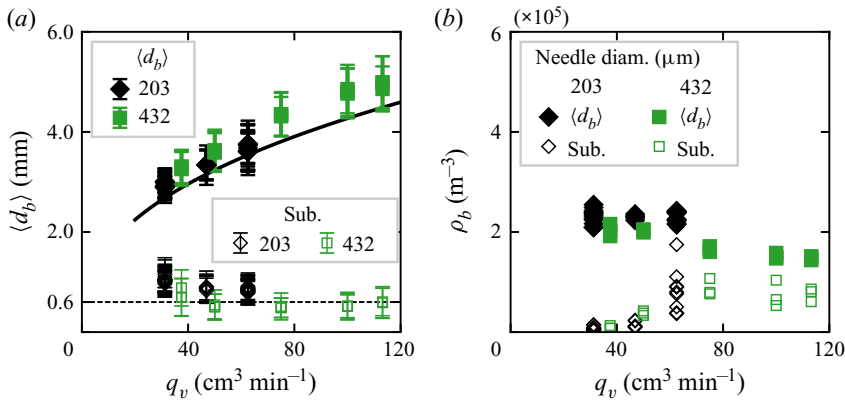 (a)
6.0
4.0
2.0
0.6
0
⟨d_b⟩ (mm)
⟨d_b⟩
203
432
Sub.
203
432
40
80
120
q_v (cm³ min⁻¹)
(b)
(×10⁵)
6
4
2
0
ρ_b (m⁻³)
Needle diam. (μm)
203 432
⟨d_b⟩ ⟨d_b⟩
Sub. Sub.
40
80
120
q_v (cm³ min⁻¹)